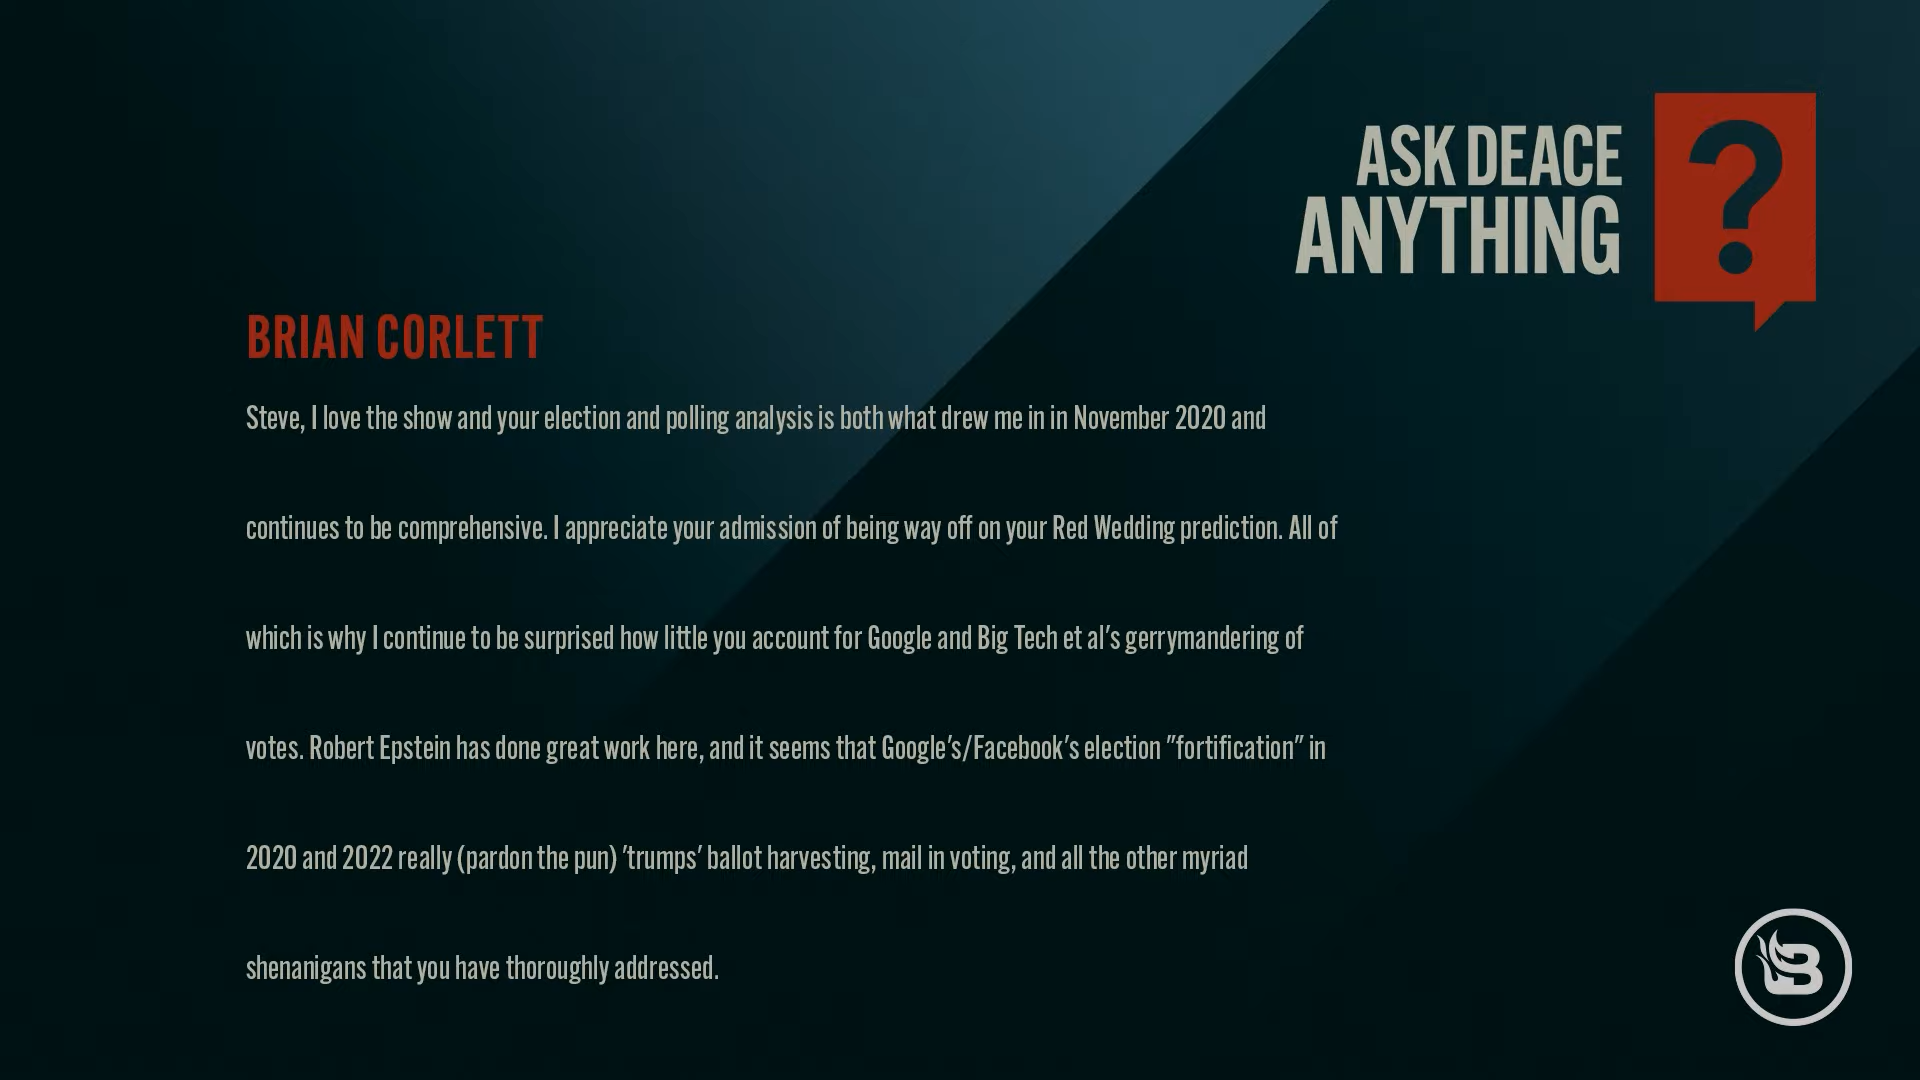 ASK DEACE
ANYTHING
?
BRIAN CORLETT
Steve, I love the show and your election and polling analysis is both what drew me in in November 2020 and
continues to be comprehensive. I appreciate your admission of being way off on your Red Wedding prediction. All of
which is why I continue to be surprised how little you account for Google and Big Tech et al's gerrymandering of
votes. Robert Epstein has done great work here, and it seems that Google's/Facebook's election "fortification" in
2020 and 2022 really (pardon the pun) 'trumps' ballot harvesting, mail in voting, and all the other myriad
shenanigans that you have thoroughly addressed.
B